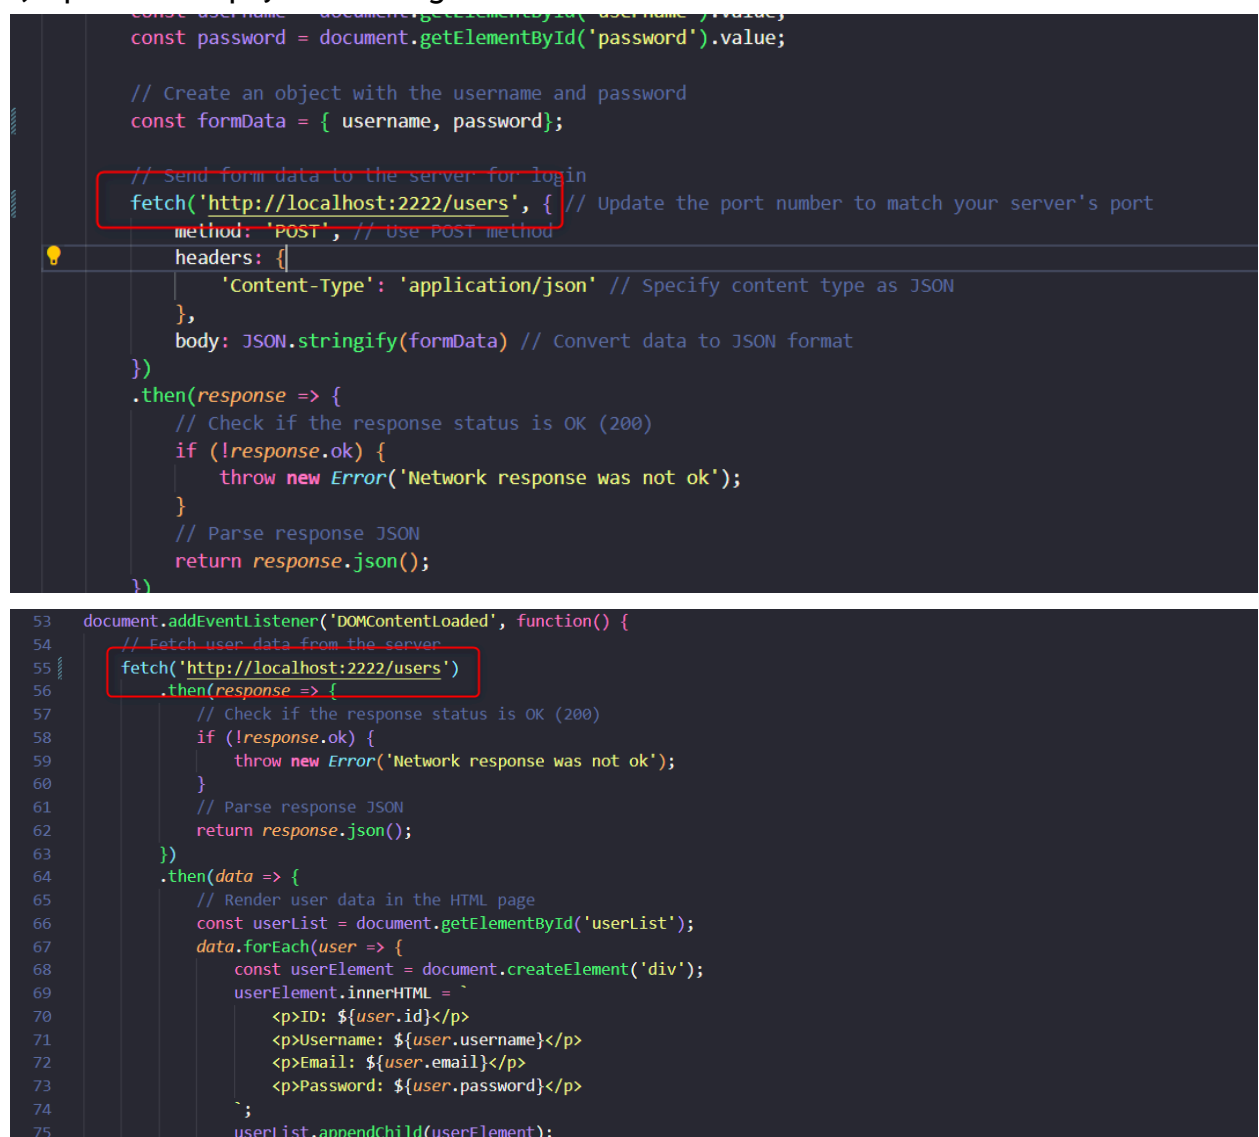 const username = document.getElementById('username').value;
const password = document.getElementById('password').value;
// Create an object with the username and password
const formData = { username, password};
// Send form data to the server for login
fetch('http://localhost:2222/users', { // Update the port number to match your server's port
method: 'POST', // Use POST method
headers: {
'Content-Type': 'application/json' // Specify content type as JSON
},
body: JSON.stringify(formData) // Convert data to JSON format
})
.then(response => {
// Check if the response status is OK (200)
if (!response.ok) {
throw new Error('Network response was not ok');
}
// Parse response JSON
return response.json();
})
53 document.addEventListener('DOMContentLoaded', function() {
54 // Fetch user data from the server
55 fetch('http://localhost:2222/users')
56 .then(response => {
57 // Check if the response status is OK (200)
58 if (!response.ok) {
59 throw new Error('Network response was not ok');
60 }
61 // Parse response JSON
62 return response.json();
63 })
64 .then(data => {
65 // Render user data in the HTML page
66 const userList = document.getElementById('userList');
67 data.forEach(user => {
68 const userElement = document.createElement('div');
69 userElement.innerHTML = `
70 <p>ID: ${user.id}</p>
71 <p>Username: ${user.username}</p>
72 <p>Email: ${user.email}</p>
73 <p>Password: ${user.password}</p>
74 `;
75 userList.appendChild(userElement);